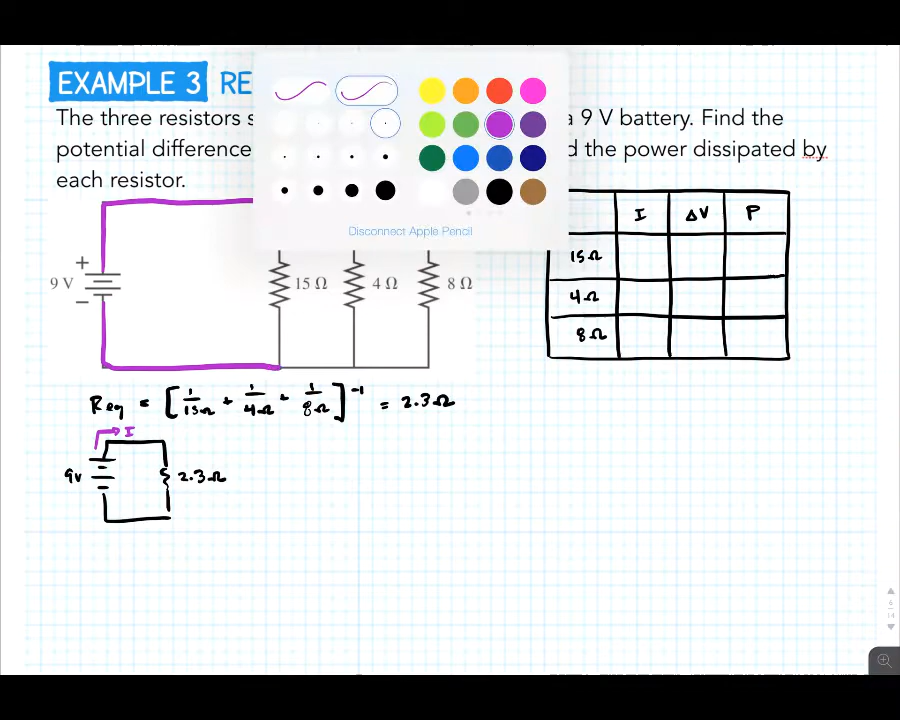 EXAMPLE 3 RE
The three resistors s a 9 V battery. Find the
potential difference d the power dissipated by
each resistor.
Disconnect Apple Pencil
I ΔV P
15Ω
4Ω
8Ω
+
9 V
−
15 Ω 4 Ω 8 Ω
Req = [1/15Ω + 1/4Ω + 1/8Ω]^-1 = 2.3Ω
I
9v 2.3Ω
6
14